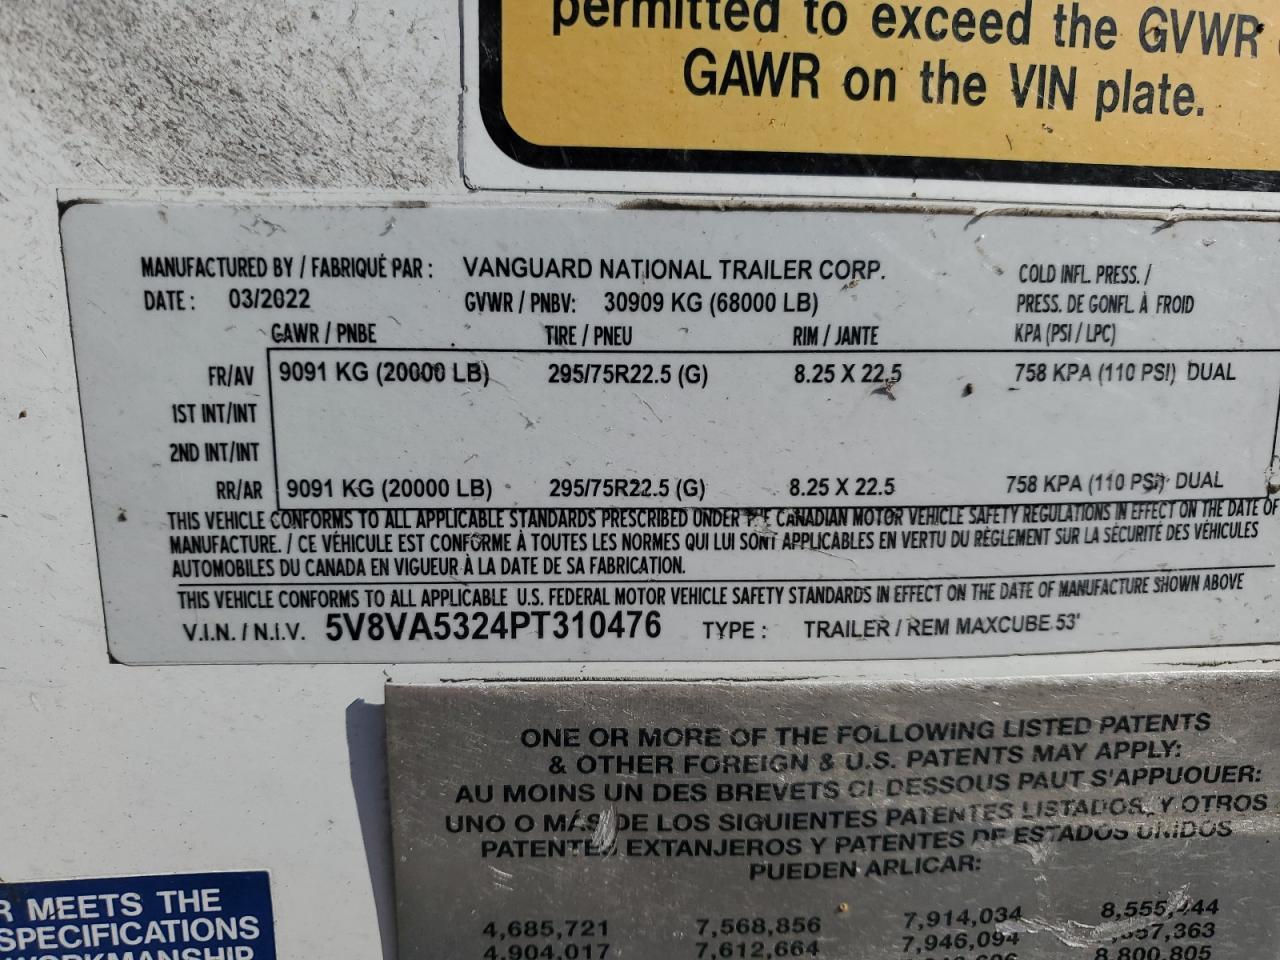 permitted to exceed the GVWR
GAWR on the VIN plate.
MANUFACTURED BY / FABRIQUÉ PAR : VANGUARD NATIONAL TRAILER CORP.
COLD INFL. PRESS. /
DATE : 03/2022 GVWR / PNBV: 30909 KG (68000 LB)
PRESS. DE GONFL. À FROID
GAWR / PNBE TIRE / PNEU RIM / JANTE KPA (PSI / LPC)
FR/AV 9091 KG (20000 LB) 295/75R22.5 (G) 8.25 X 22.5 758 KPA (110 PSI) DUAL
1ST INT/INT
2ND INT/INT
RR/AR 9091 KG (20000 LB) 295/75R22.5 (G) 8.25 X 22.5 758 KPA (110 PSI) DUAL
THIS VEHICLE CONFORMS TO ALL APPLICABLE STANDARDS PRESCRIBED UNDER THE CANADIAN MOTOR VEHICLE SAFETY REGULATIONS IN EFFECT ON THE DATE OF
MANUFACTURE. / CE VÉHICULE EST CONFORME À TOUTES LES NORMES QUI LUI SONT APPLICABLES EN VERTU DU RÈGLEMENT SUR LA SÉCURITÉ DES VÉHICULES
AUTOMOBILES DU CANADA EN VIGUEUR À LA DATE DE SA FABRICATION.
THIS VEHICLE CONFORMS TO ALL APPLICABLE U.S. FEDERAL MOTOR VEHICLE SAFETY STANDARDS IN EFFECT ON THE DATE OF MANUFACTURE SHOWN ABOVE
V.I.N. / N.I.V. 5V8VA5324PT310476 TYPE : TRAILER / REM MAXCUBE 53'
ONE OR MORE OF THE FOLLOWING LISTED PATENTS
& OTHER FOREIGN & U.S. PATENTS MAY APPLY:
AU MOINS UN DES BREVETS CI-DESSOUS PAUT S'APPUOUER:
UNO O MÁS DE LOS SIGUIENTES PATENTES LISTADOS, Y OTROS
PATENTES EXTANJEROS Y PATENTES DE ESTADOS UNIDOS
PUEDEN APLICAR:
4,685,721 7,568,856 7,914,034
4,904,017 7,612,664 7,946,094 8,800,805
R MEETS THE
SPECIFICATIONS
WORKMANSHIP